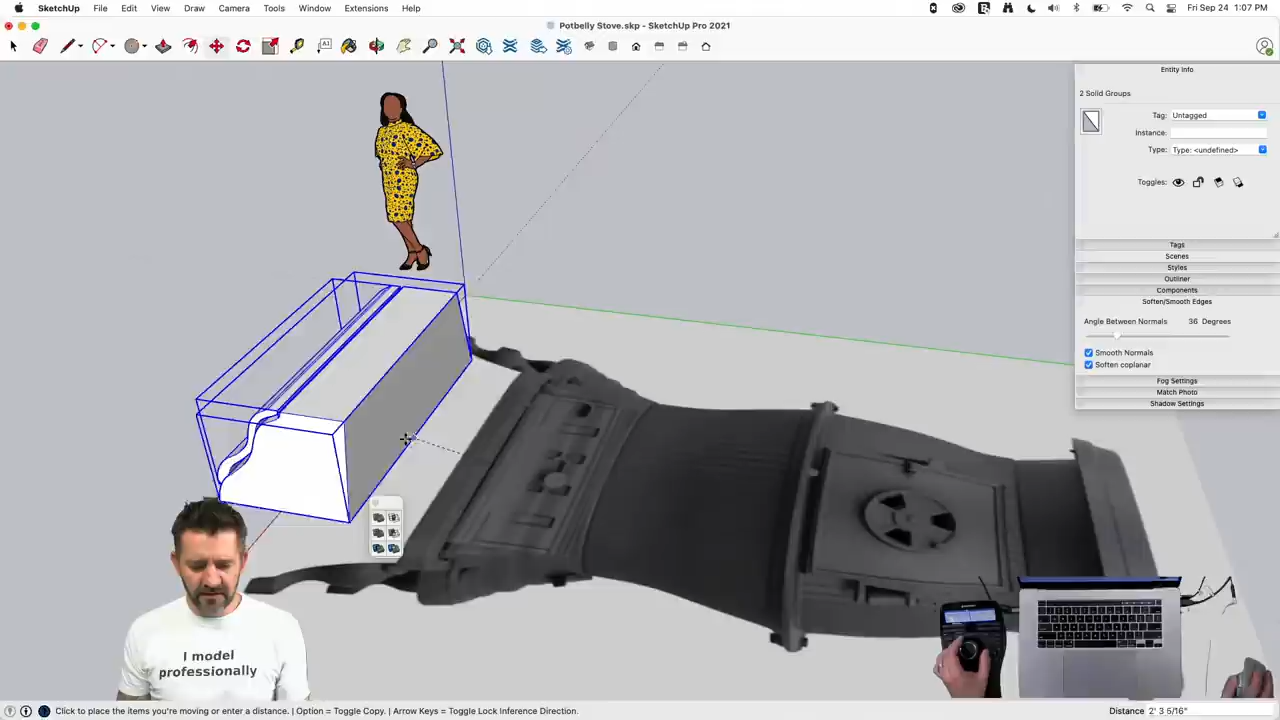 SketchUp File Edit View Draw Camera Tools Window Extensions Help Fri Sep 24 1:07 PM
Potbelly Stove.skp - SketchUp Pro 2021
Entity Info
2 Solid Groups
Tag: Untagged
Instance:
Type: Type: <undefined>
Toggles:
Tags
Scenes
Styles
Outliner
Components
Soften/Smooth Edges
Angle Between Normals 36 Degrees
Smooth Normals
Soften coplanar
Fog Settings
Match Photo
Shadow Settings
I model
professionally
Click to place the items you're moving or enter a distance. | Option = Toggle Copy. | Arrow Keys = Toggle Lock Inference Direction. Distance 2' 3 5/16"